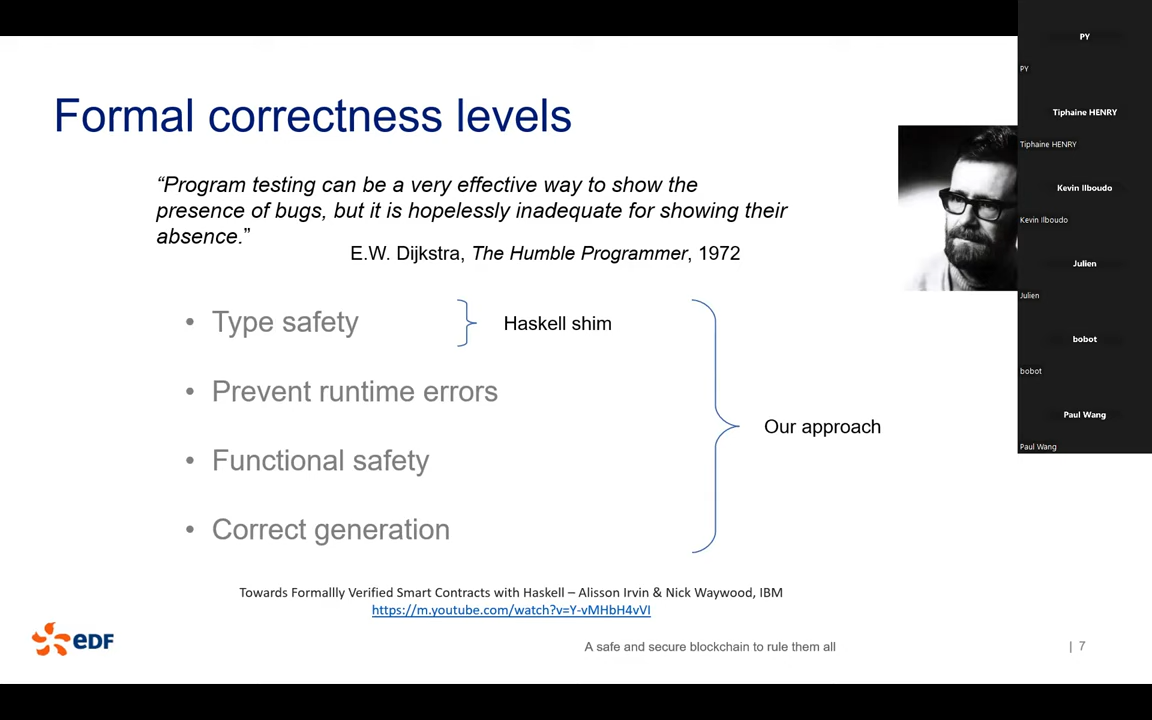 Formal correctness levels
“Program testing can be a very effective way to show the
presence of bugs, but it is hopelessly inadequate for showing their
absence.”
E.W. Dijkstra, The Humble Programmer, 1972
• Type safety
Haskell shim
• Prevent runtime errors
Our approach
• Functional safety
• Correct generation
Towards Formallly Verified Smart Contracts with Haskell – Alisson Irvin & Nick Waywood, IBM
https://m.youtube.com/watch?v=Y-vMHbH4vVI
eDF
A safe and secure blockchain to rule them all
| 7
PY
PY
Tiphaine HENRY
Tiphaine HENRY
Kevin Ilboudo
Kevin Ilboudo
Julien
Julien
bobot
bobot
Paul Wang
Paul Wang